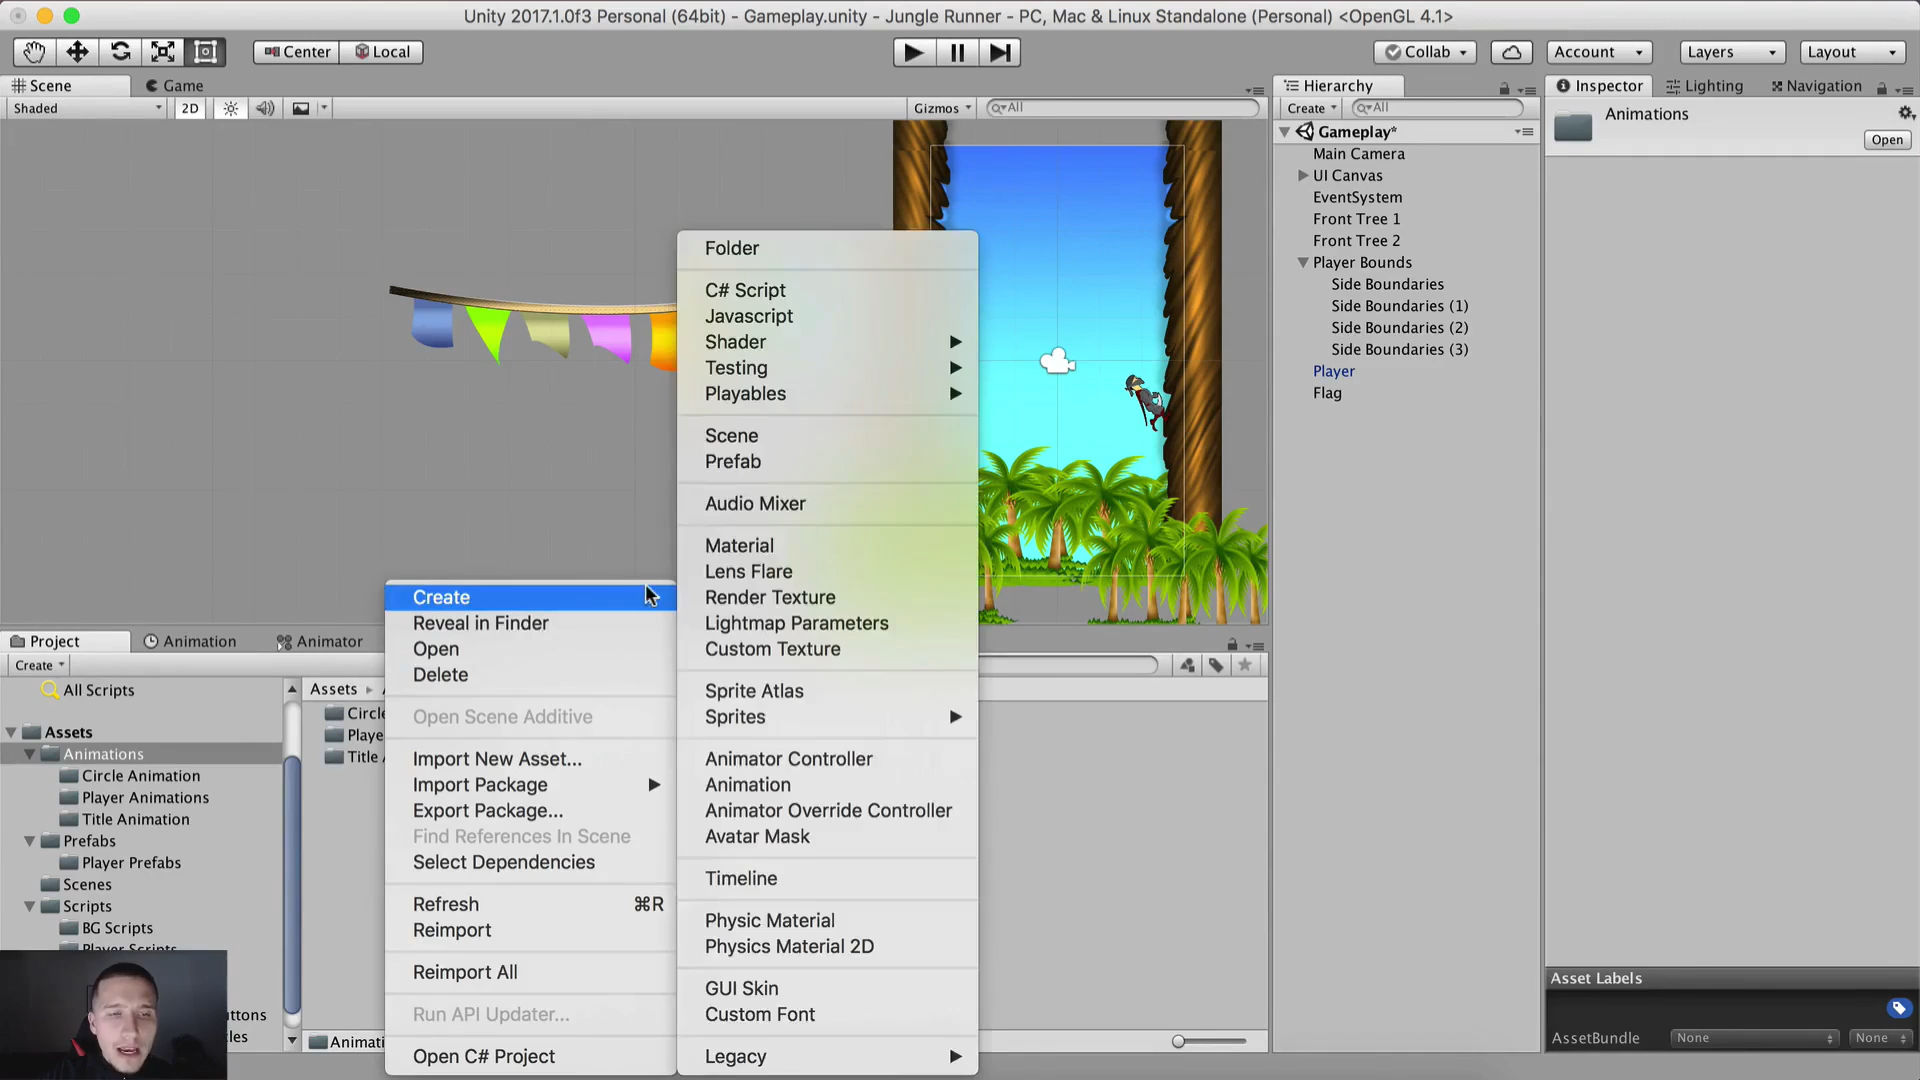 Unity 2017.1.0f3 Personal (64bit) - Gameplay.unity - Jungle Runner - PC, Mac & Linux Standalone (Personal) <OpenGL 4.1>
Center Local
Collab Account Layers Layout
Scene Game
Shaded 2D Gizmos All
Hierarchy
Create All
Gameplay*
Main Camera
UI Canvas
EventSystem
Front Tree 1
Front Tree 2
Player Bounds
Side Boundaries
Side Boundaries (1)
Side Boundaries (2)
Side Boundaries (3)
Player
Flag
Inspector Lighting Navigation
Animations
Open
Folder
C# Script
Javascript
Shader
Testing
Playables
Scene
Prefab
Audio Mixer
Material
Lens Flare
Render Texture
Lightmap Parameters
Custom Texture
Sprite Atlas
Sprites
Animator Controller
Animation
Animator Override Controller
Avatar Mask
Timeline
Physic Material
Physics Material 2D
GUI Skin
Custom Font
Legacy
Create
Reveal in Finder
Open
Delete
Open Scene Additive
Import New Asset...
Import Package
Export Package...
Find References In Scene
Select Dependencies
Refresh ⌘R
Reimport
Reimport All
Run API Updater...
Open C# Project
Project Animation Animator
Create
All Scripts
Assets
Animations
Circle Animation
Player Animations
Title Animation
Prefabs
Player Prefabs
Scenes
Scripts
BG Scripts
Player Scripts
Assets
Circle
Playe
Title
Animati
Asset Labels
AssetBundle None None